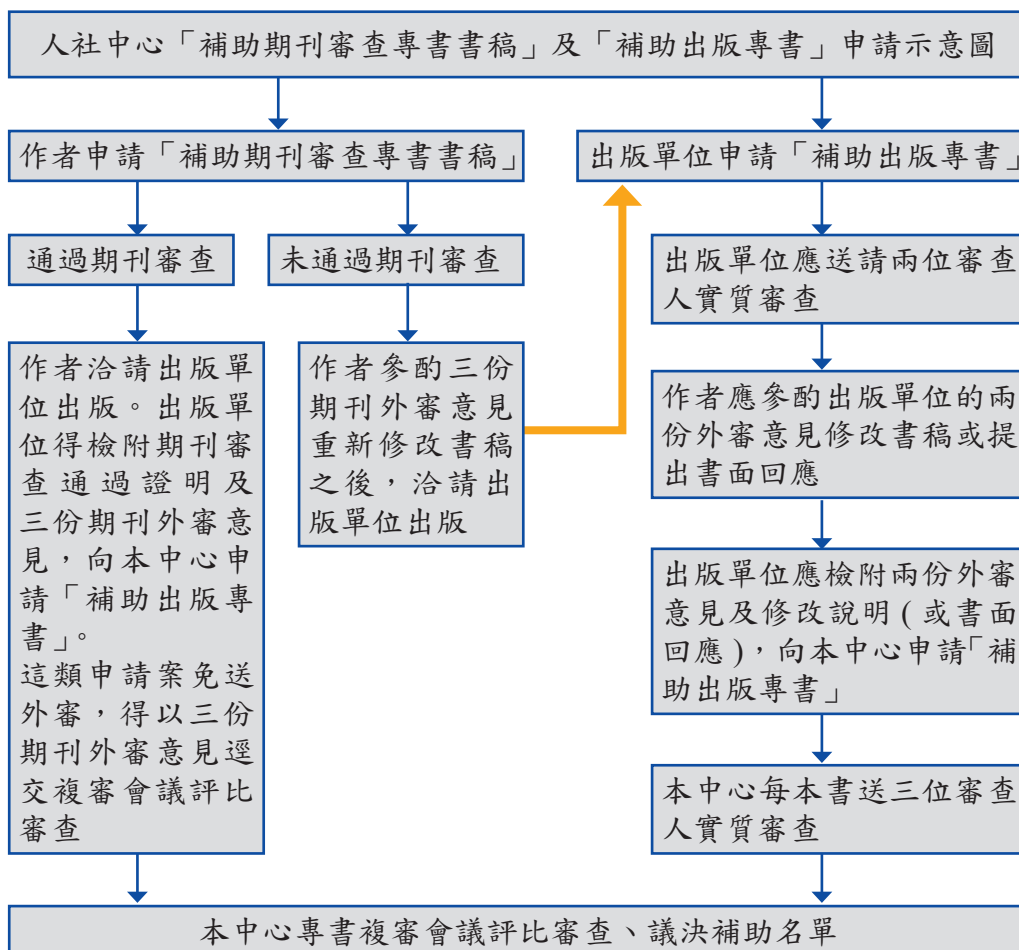 人社中心「補助期刊審查專書書稿」及「補助出版專書」申請示意圖
作者申請「補助期刊審查專書書稿」
出版單位申請「補助出版專書」
通過期刊審查
未通過期刊審查
出版單位應送請兩位審查
人實質審查
作者洽請出版單
位出版。出版單
位得檢附期刊審
查通過證明及
三份期刊外審意
見,向本中心申
請「補助出版專
書」。
這類申請案免送
外審,得以三份
期刊外審意見逕
交複審會議評比
審查
作者參酌三份
期刊外審意見
重新修改書稿
之後,洽請出
版單位出版
作者應參酌出版單位的兩
份外審意見修改書稿或提
出書面回應
出版單位應檢附兩份外審
意見及修改說明(或書面
回應),向本中心申請「補
助出版專書」
本中心每本書送三位審查
人實質審查
本中心專書複審會議評比審查、議決補助名單